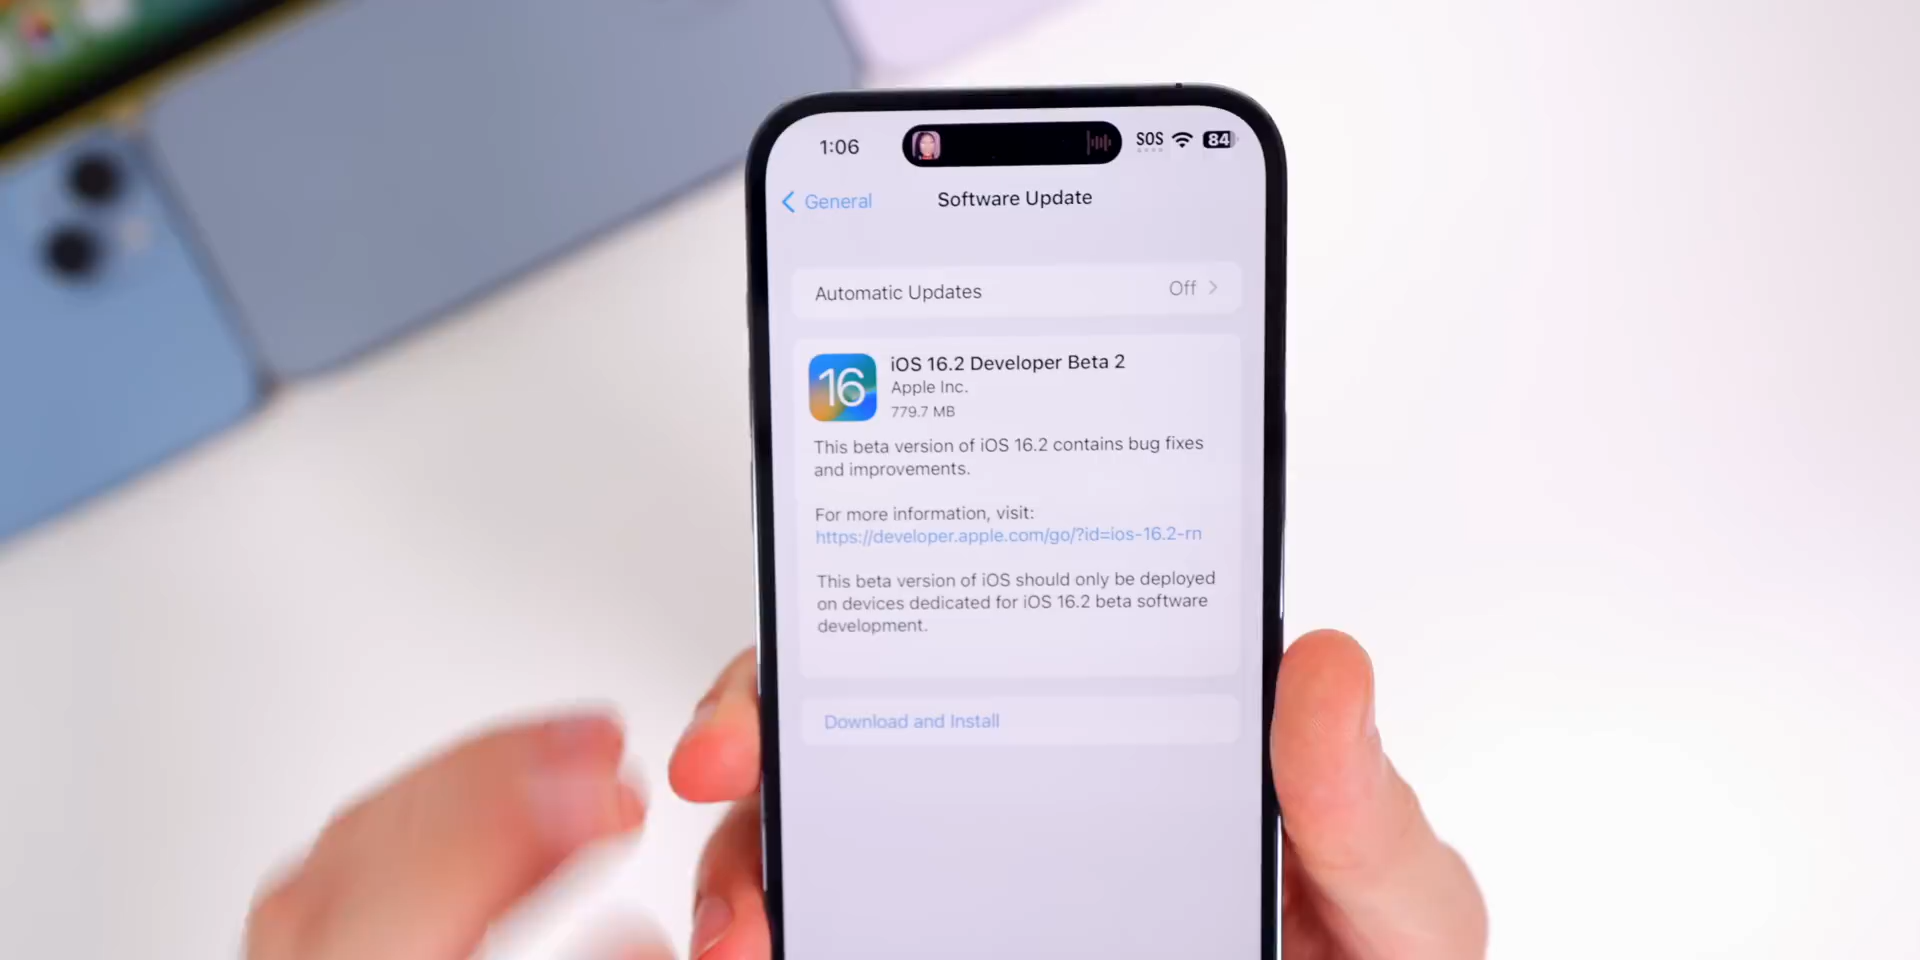 1:06
SOS
84
General
Software Update
Automatic Updates
Off
16
iOS 16.2 Developer Beta 2
Apple Inc.
779.7 MB
This beta version of iOS 16.2 contains bug fixes
and improvements.
For more information, visit:
https://developer.apple.com/go/?id=ios-16.2-rn
This beta version of iOS should only be deployed
on devices dedicated for iOS 16.2 beta software
development.
Download and Install